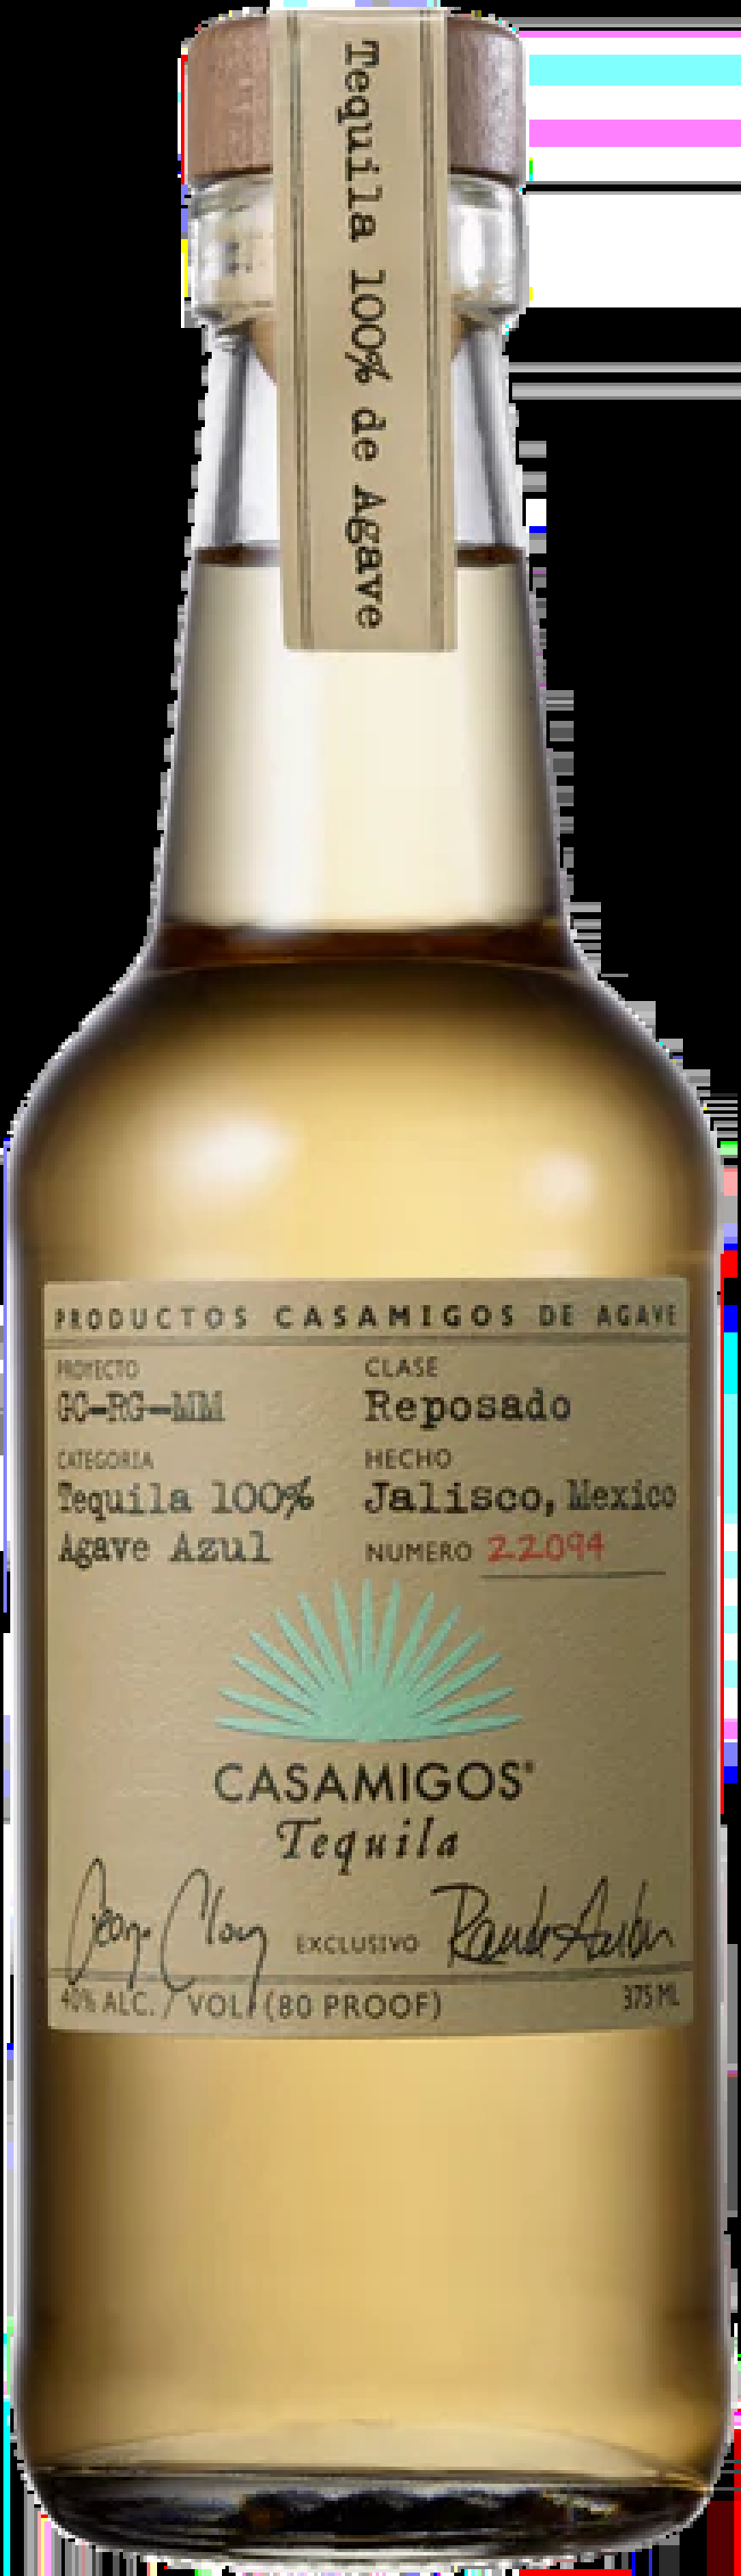 Tequila 100% de Agave
PRODUCTOS CASAMIGOS DE AGAVE
PROYECTO
GC-RG-MM
CATEGORIA
Tequila 100%
Agave Azul
CLASE
Reposado
HECHO
Jalisco, Mexico
NUMERO 22094
CASAMIGOS®
Tequila
EXCLUSIVO
40% ALC. / VOL. (80 PROOF)
375 ML